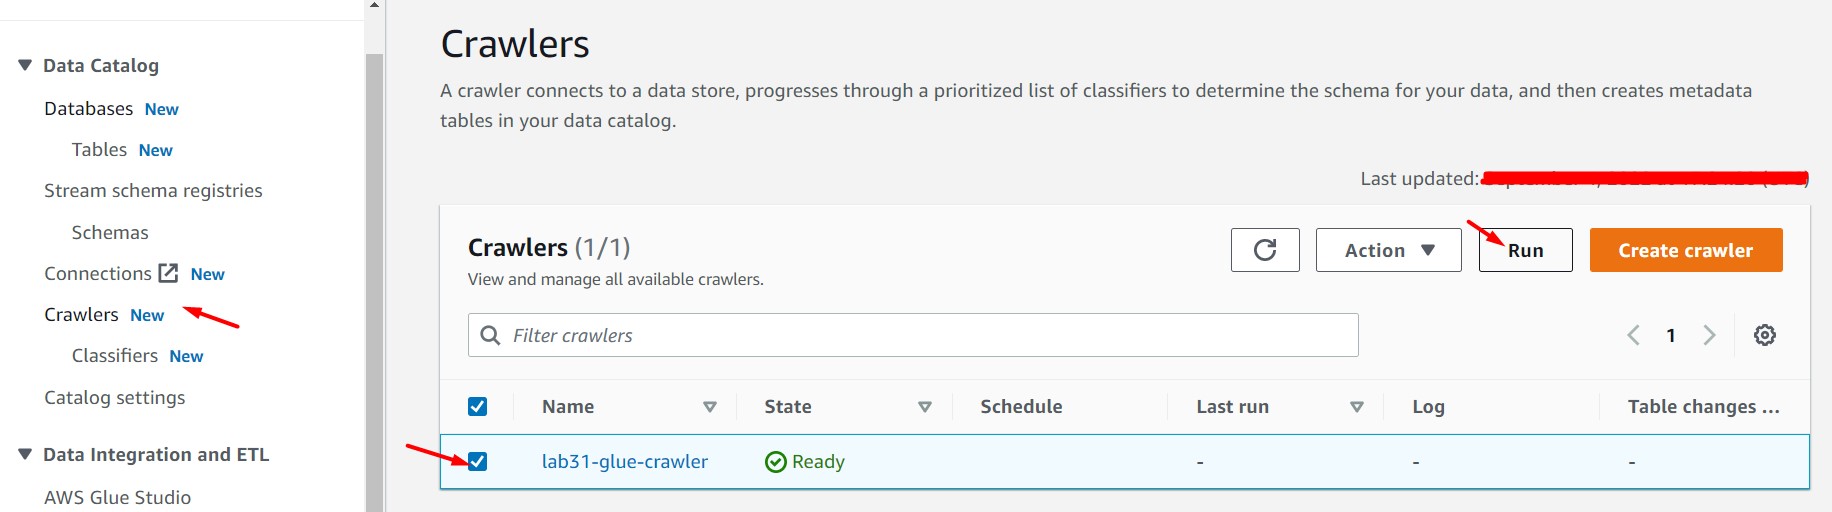 Data Catalog
Databases New
Tables New
Stream schema registries
Schemas
Connections New
Crawlers New
Classifiers New
Catalog settings
Data Integration and ETL
AWS Glue Studio
Crawlers
A crawler connects to a data store, progresses through a prioritized list of classifiers to determine the schema for your data, and then creates metadata
tables in your data catalog.
Last updated:
Crawlers (1/1)
View and manage all available crawlers.
Action
Run
Create crawler
Filter crawlers
1
Name State Schedule Last run Log Table changes ...
lab31-glue-crawler Ready - - -